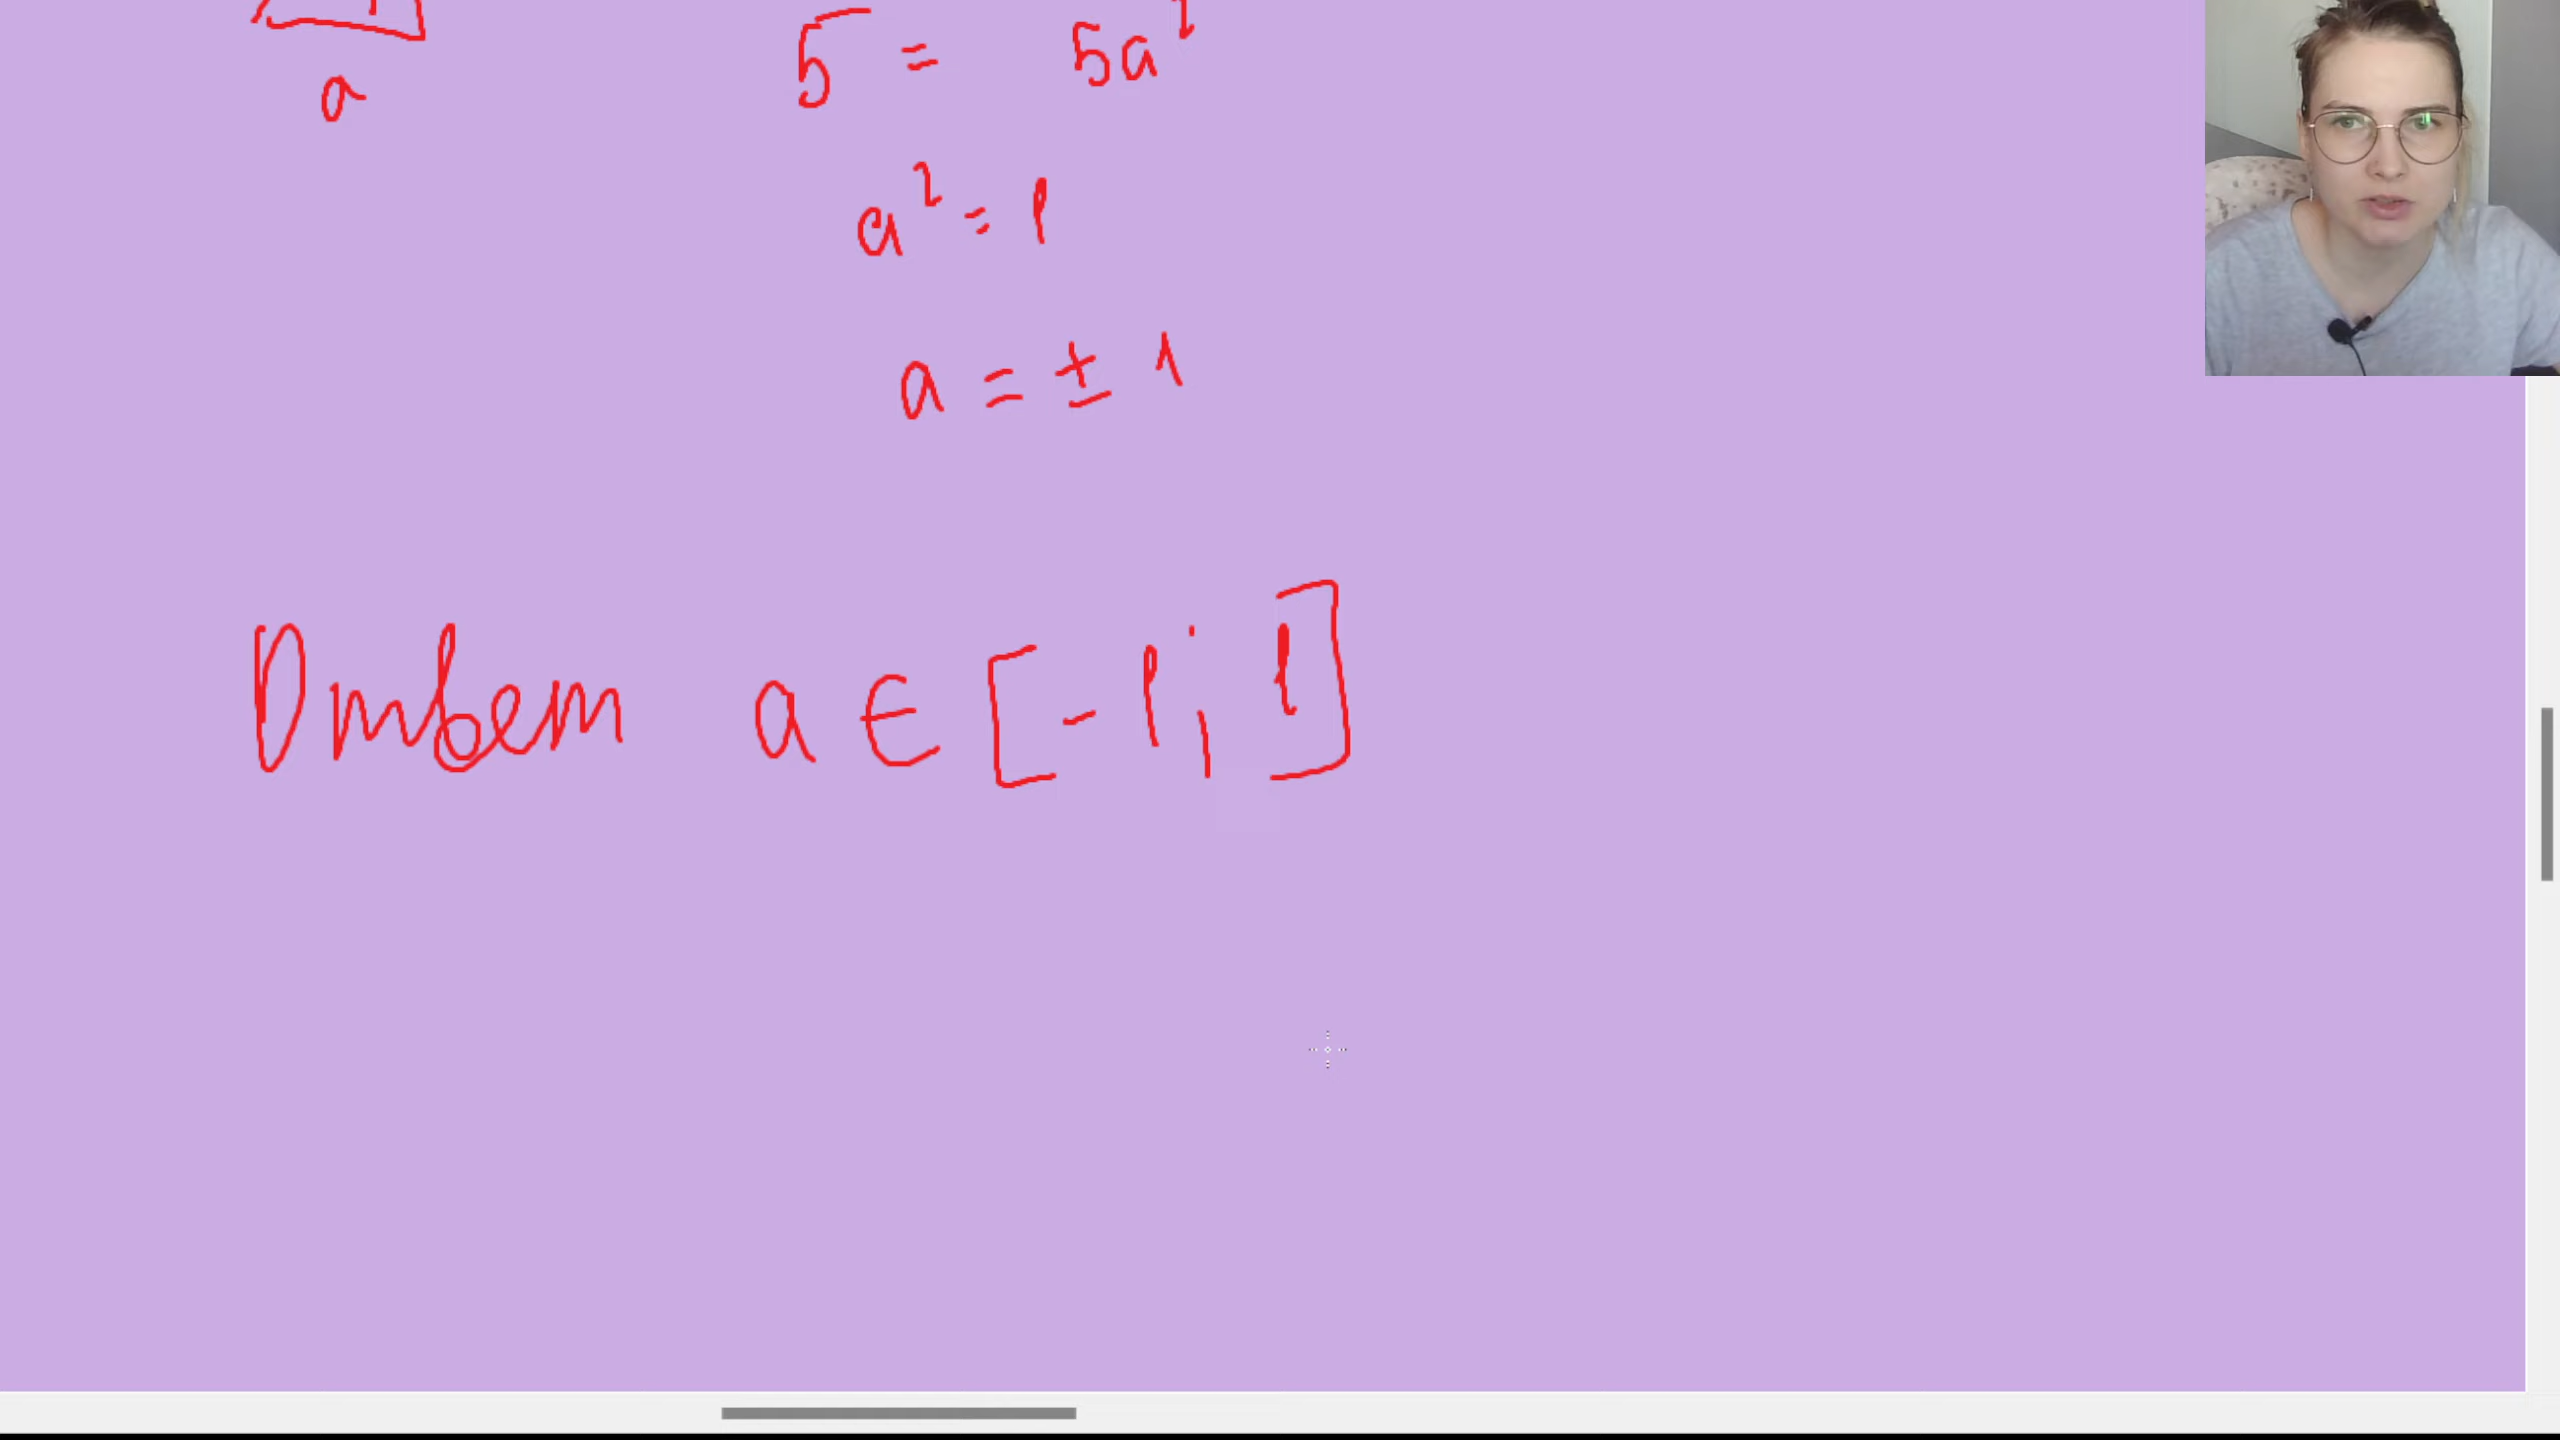 a
5 = 5a²
a² = 1
a = ± 1
Ответ a ∈ [-1; 1]